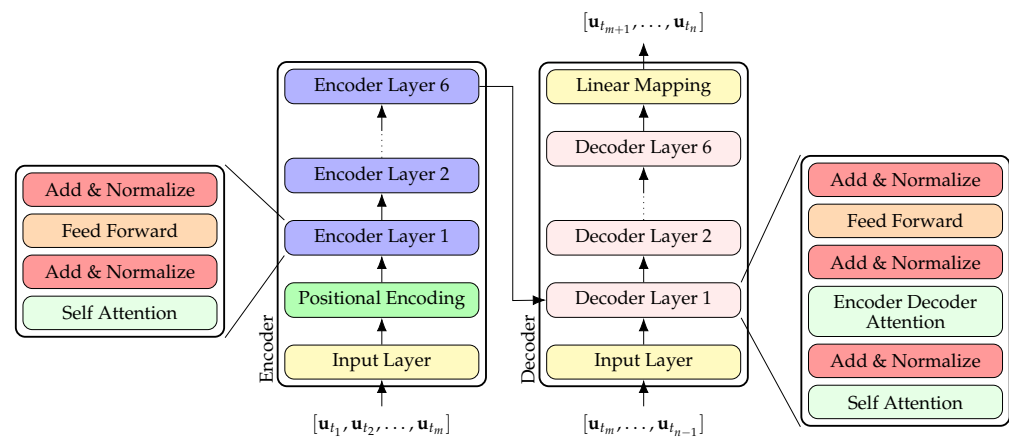 [u_{t_{m+1}}, . . . , u_{t_n}]
Encoder Layer 6
Encoder Layer 2
Encoder Layer 1
Positional Encoding
Input Layer
Encoder
[u_{t_1}, u_{t_2}, . . . , u_{t_m}]
Add & Normalize
Feed Forward
Add & Normalize
Self Attention
Linear Mapping
Decoder Layer 6
Decoder Layer 2
Decoder Layer 1
Input Layer
Decoder
[u_{t_m}, . . . , u_{t_{n−1}}]
Add & Normalize
Feed Forward
Add & Normalize
Encoder Decoder
Attention
Add & Normalize
Self Attention